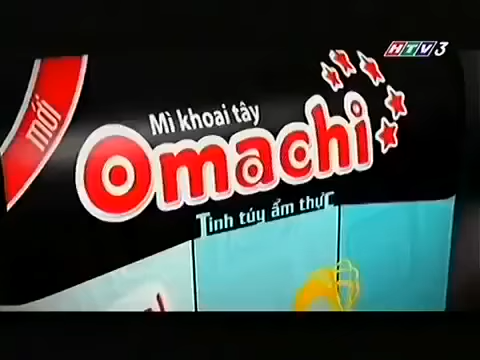 HTV3
mới
Mì khoai tây
Omachi
Tinh túy ẩm thực